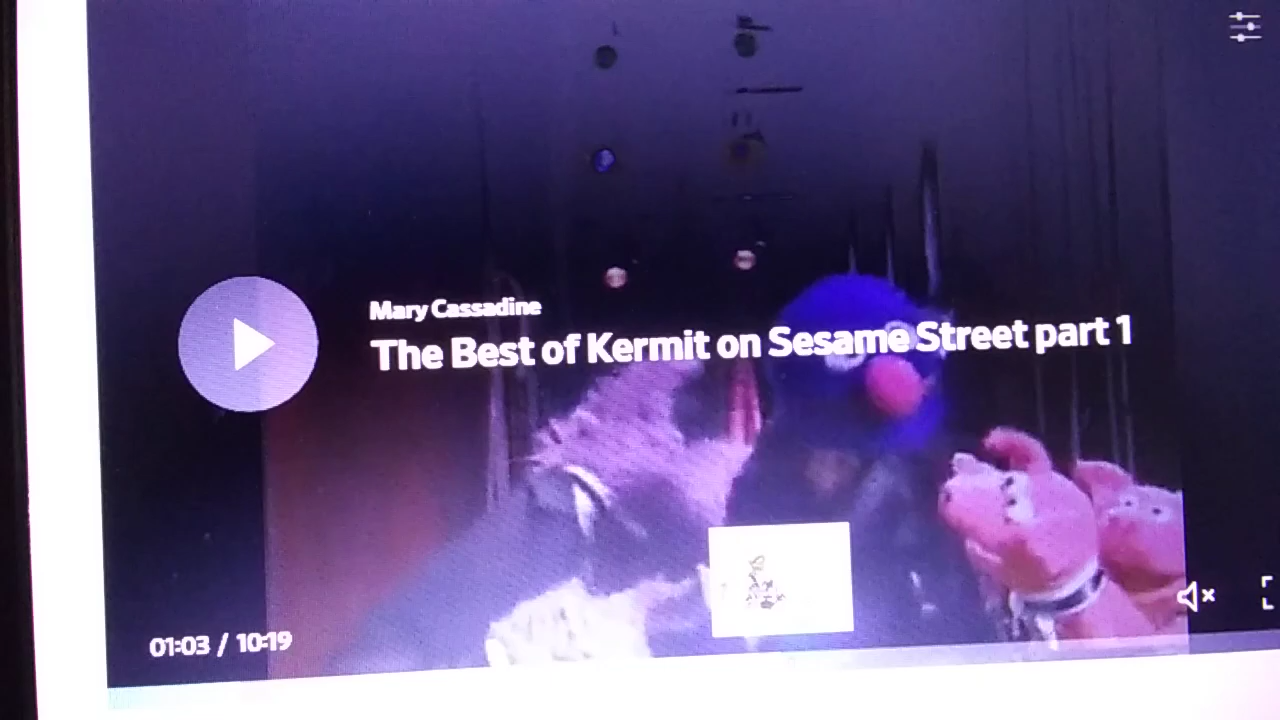 Mary Cassadine
The Best of Kermit on Sesame Street part 1
01:03 / 10:19